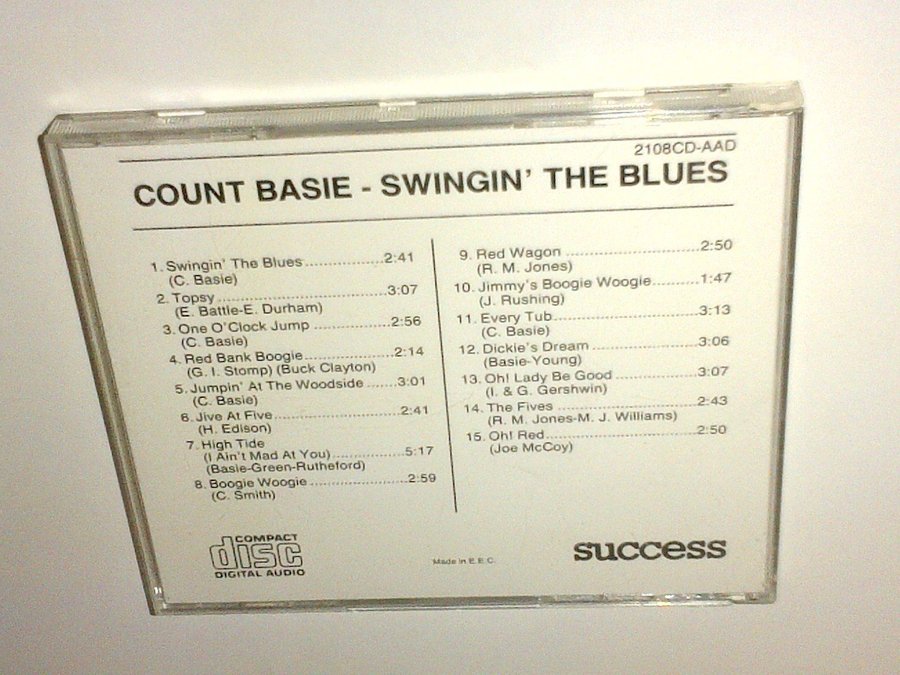 2108CD-AAD
COUNT BASIE - SWINGIN' THE BLUES
1. Swingin' The Blues....................2:41
(C. Basie)
2. Topsy............................................3:07
(E. Battle-E. Durham)
3. One O'Clock Jump ....................2:56
(C. Basie)
4. Red Bank Boogie..............................2:14
(G. I. Stomp) (Buck Clayton)
5. Jumpin' At The Woodside .......3:01
(C. Basie)
6. Jive At Five...............................2:41
(H. Edison)
7. High Tide
(I Ain't Mad At You)..................5:17
(Basie-Green-Rutheford)
8. Boogie Woogie.........................2:59
(C. Smith)
9. Red Wagon .................................2:50
(R. M. Jones)
10. Jimmy's Boogie Woogie............1:47
(J. Rushing)
11. Every Tub....................................3:13
(C. Basie)
12. Dickie's Dream ...........................3:06
(Basie-Young)
13. Oh! Lady Be Good .....................3:07
(I. & G. Gershwin)
14. The Fives ...................................2:43
(R. M. Jones-M. J. Williams)
15. Oh! Red.......................................2:50
(Joe McCoy)
COMPACT
disc
DIGITAL AUDIO
Made in E.E.C.
success